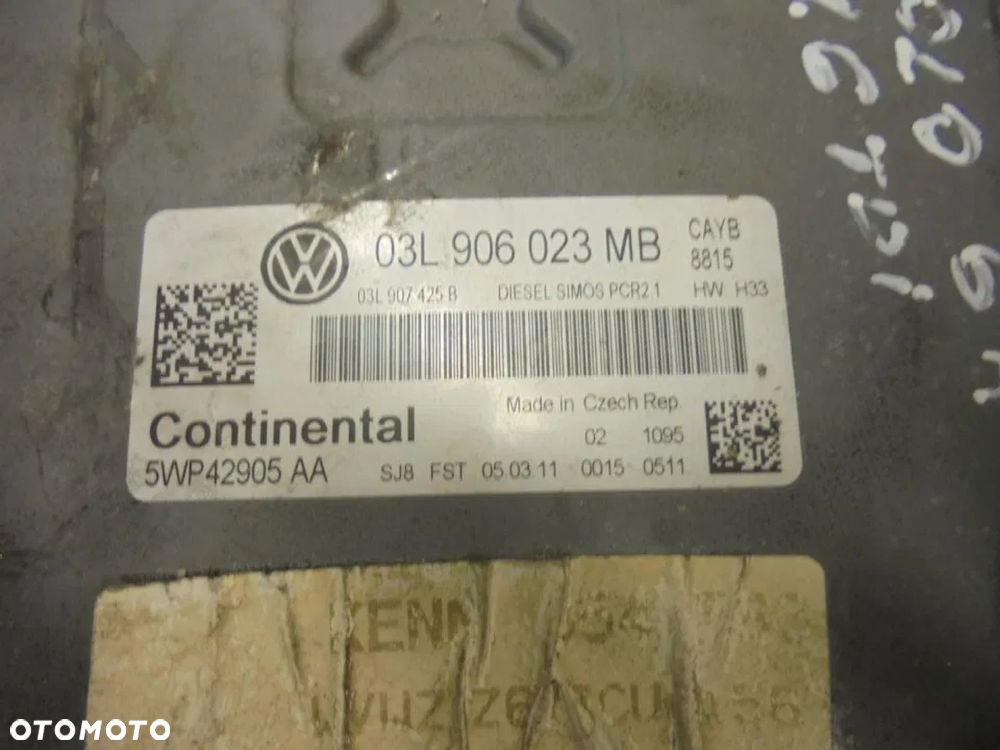 03L 906 023 MB CAYB
8815
03L 907 425 B DIESEL SIMOS PCR2.1 HW H33
Made in Czech Rep.
02 1095
Continental
5WP42905 AA SJ8 FST 05.03.11 0015 0511
KENN
OTOMOTO